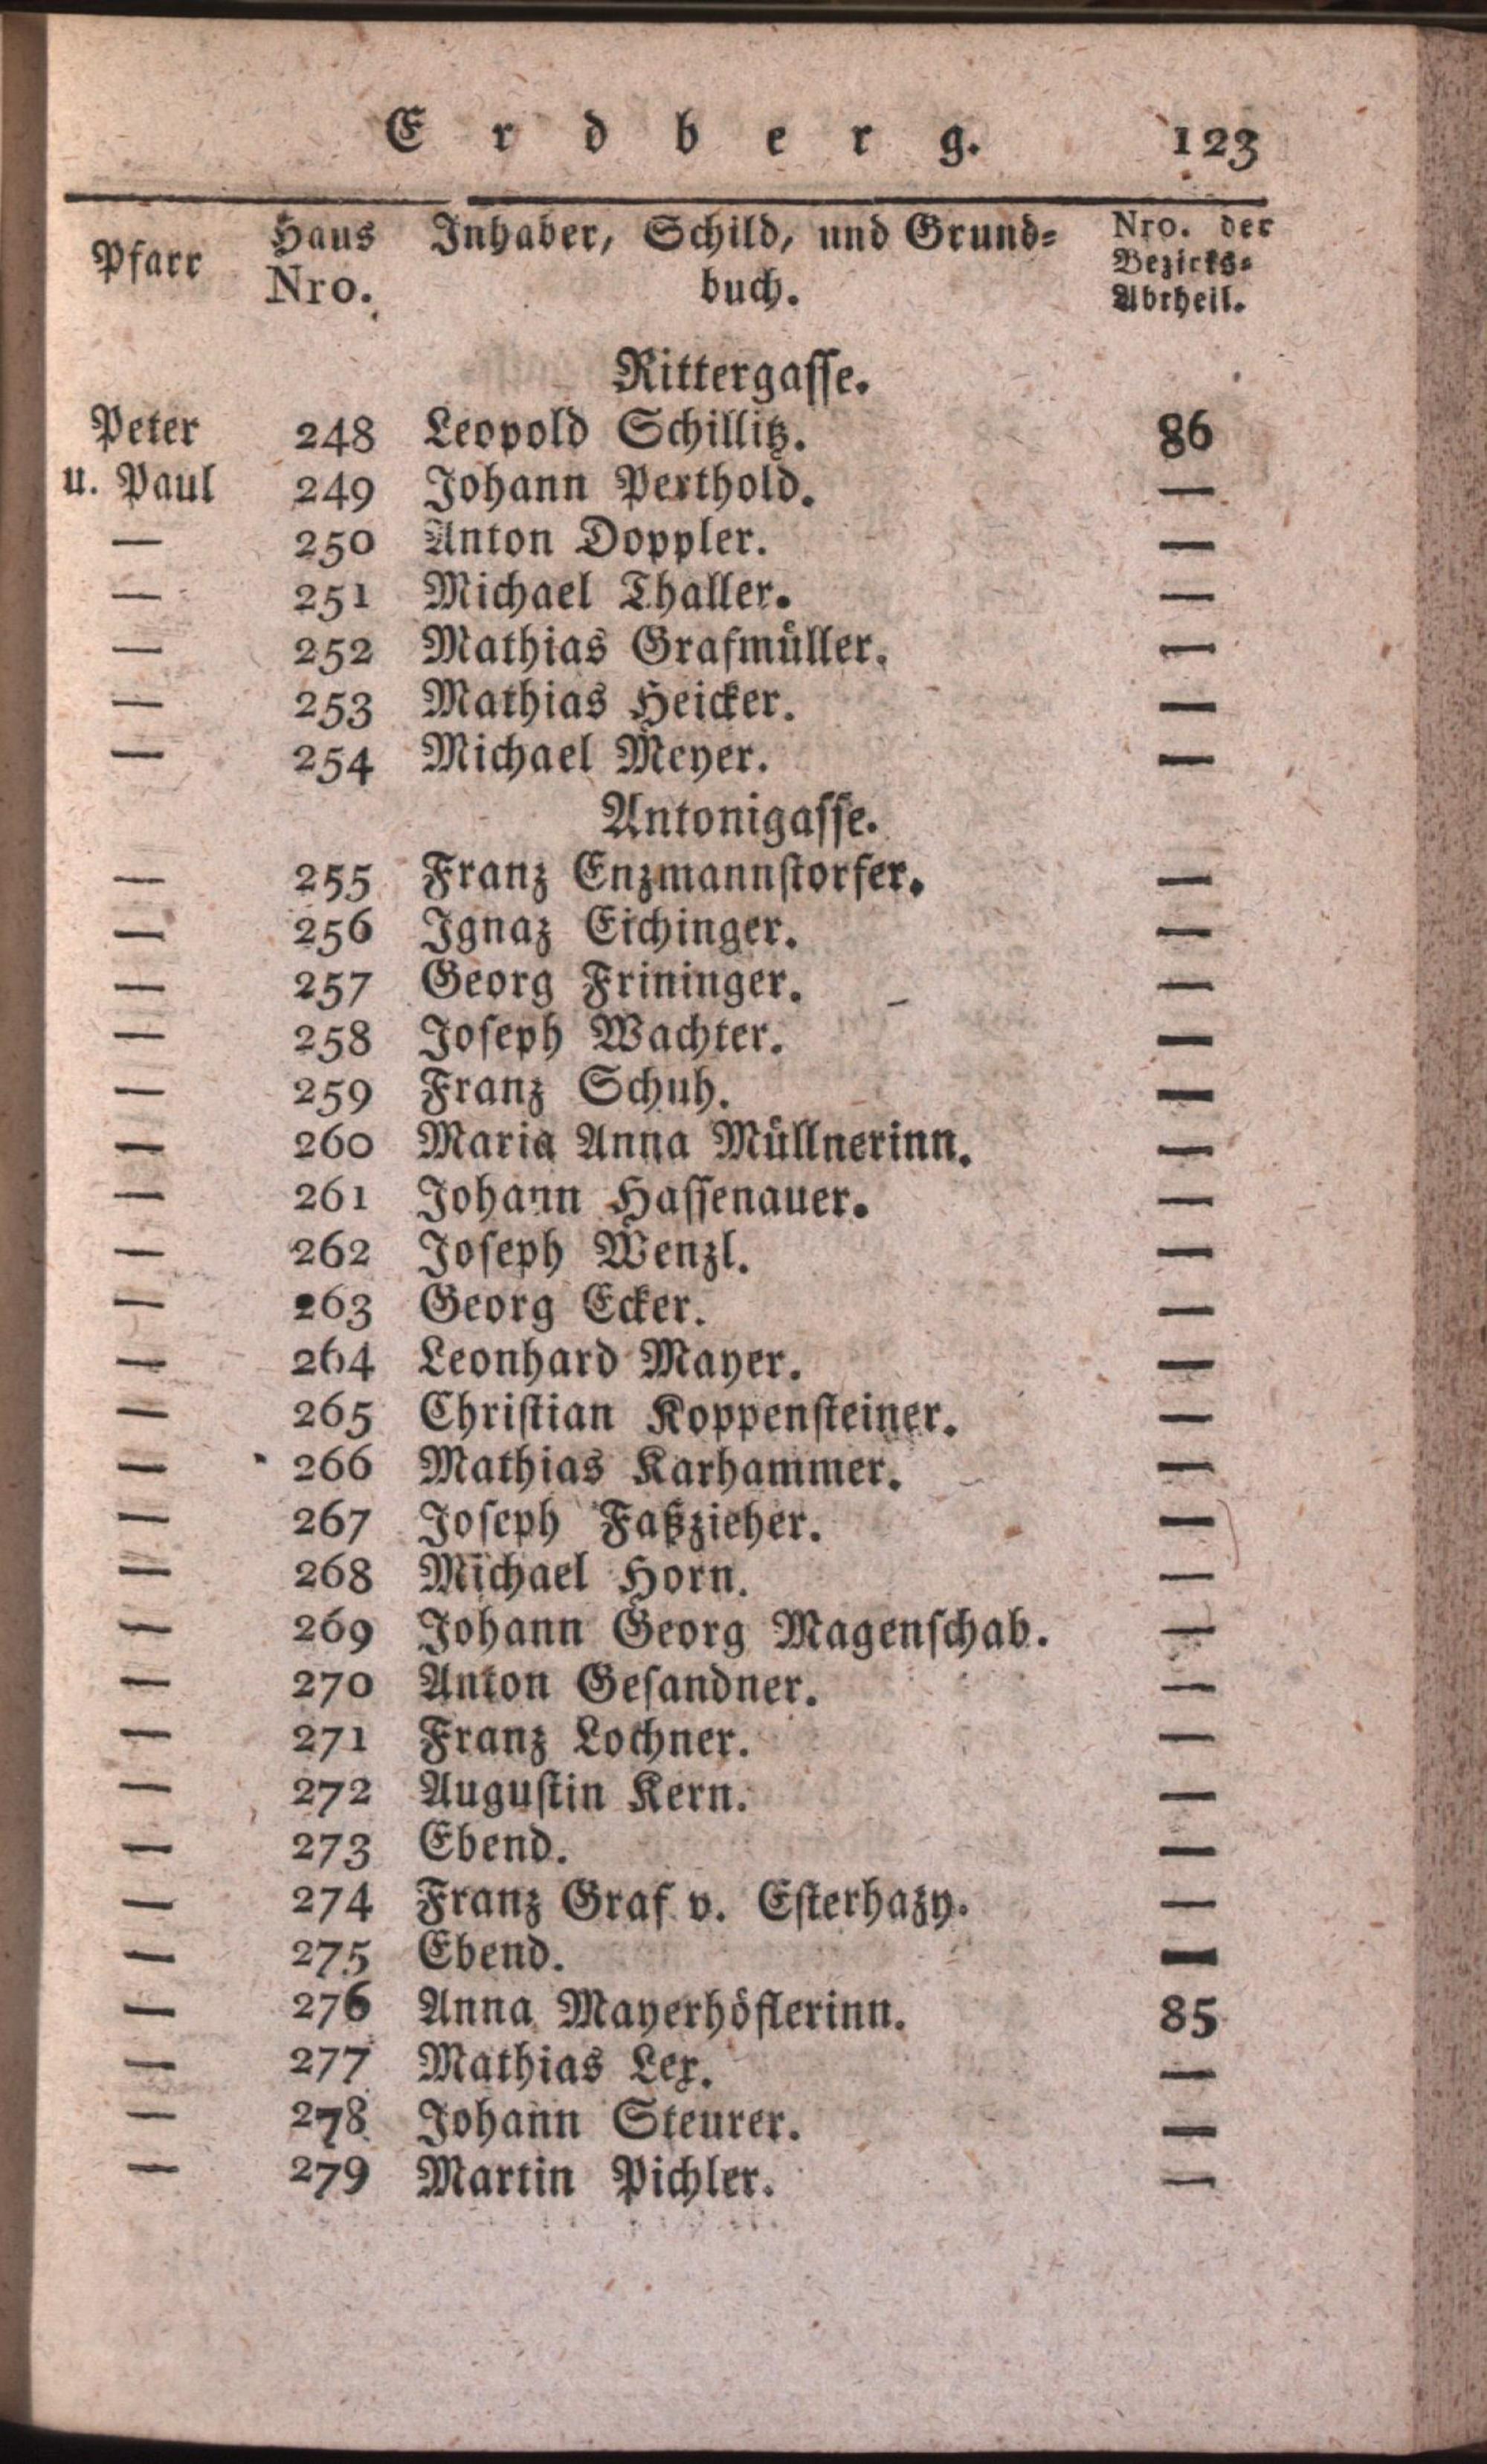 Erdberg. 123
Pfarr Haus Nro. Inhaber, Schild, und Grund=buch. Nro. der Bezirks=Abtheil.
Rittergasse.
Peter 248 Leopold Schillitz. 86
u. Paul 249 Johann Perthold. —
— 250 Anton Doppler. —
— 251 Michael Thaller. —
— 252 Mathias Grafmüller. —
— 253 Mathias Heicker. —
— 254 Michael Meyer. —
Antonigasse.
— 255 Franz Enzmannstorfer. —
— 256 Ignaz Eichinger. —
— 257 Georg Frininger. —
— 258 Joseph Wachter. —
— 259 Franz Schuh. —
— 260 Maria Anna Müllnerinn. —
— 261 Johann Hassenauer. —
— 262 Joseph Wenzl. —
— 263 Georg Ecker. —
— 264 Leonhard Mayer. —
— 265 Christian Koppensteiner. —
— 266 Mathias Karhammer. —
— 267 Joseph Faßzieher. —
— 268 Michael Horn. —
— 269 Johann Georg Magenschab. —
— 270 Anton Gesandner. —
— 271 Franz Lochner. —
— 272 Augustin Kern. —
— 273 Ebend. —
— 274 Franz Graf v. Esterhazy. —
— 275 Ebend. —
— 276 Anna Mayerhöflerinn. 85
— 277 Mathias Lex. —
— 278 Johann Steurer. —
— 279 Martin Pichler. —